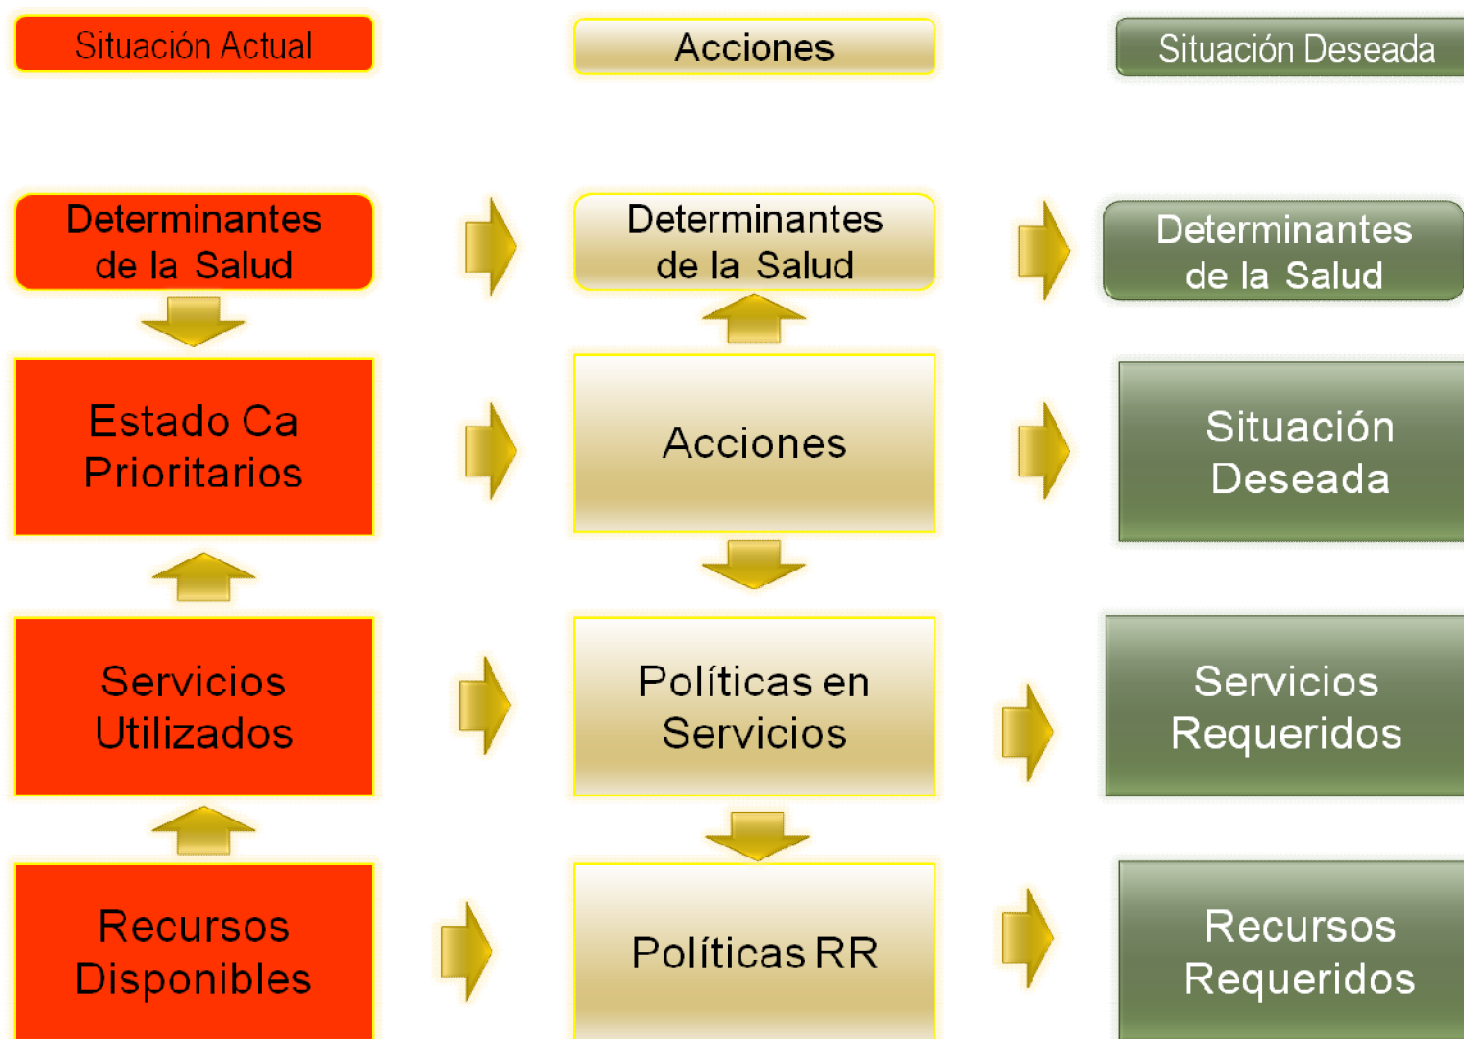 Situación Actual
Acciones
Situación Deseada
Determinantes
de la Salud
Determinantes
de la Salud
Determinantes
de la Salud
Estado Ca
Prioritarios
Acciones
Situación
Deseada
Servicios
Utilizados
Políticas en
Servicios
Servicios
Requeridos
Recursos
Disponibles
Políticas RR
Recursos
Requeridos